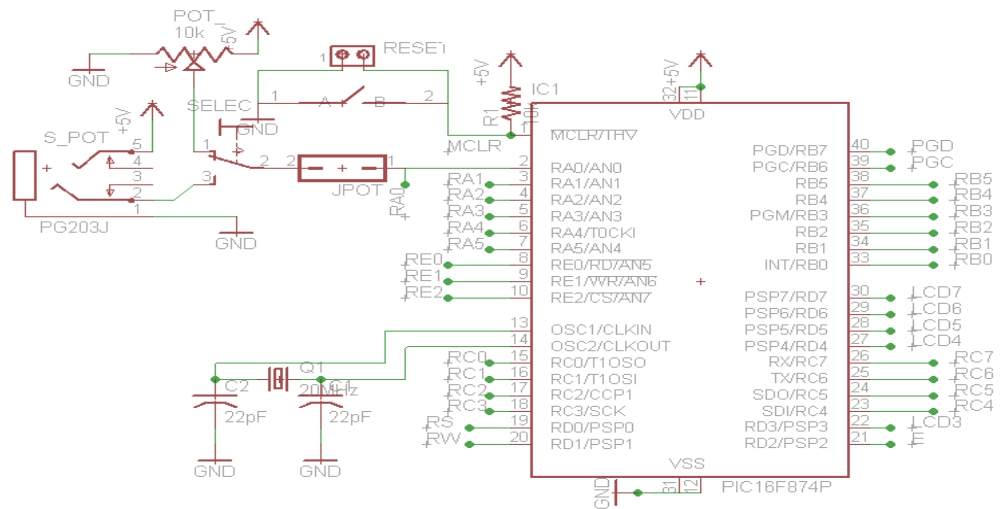 POT_
10k
+5V
GND
RESET
1
SELEC
1 A B 2
GND
+5V
R1
10k
IC1
+5V
32 11
VDD
S_POT
+5V
5
4
3
2
1
PG203J
GND
1
3
2
2 1
JPOT
RA0
MCLR 1 MCLR/THV
2 RA0/AN0
RA1 3 RA1/AN1
RA2 4 RA2/AN2
RA3 5 RA3/AN3
RA4 6 RA4/T0CKI
RA5 7 RA5/AN4
RE0 8 RE0/RD/AN5
RE1 9 RE1/WR/AN6
RE2 10 RE2/CS/AN7
13 OSC1/CLKIN
14 OSC2/CLKOUT
RC0 15 RC0/T1OSO
RC1 16 RC1/T1OSI
RC2 17 RC2/CCP1
RC3 18 RC3/SCK
RS 19 RD0/PSP0
RW 20 RD1/PSP1
PGD/RB7 40 PGD
PGC/RB6 39 PGC
RB5 38 RB5
RB4 37 RB4
PGM/RB3 36 RB3
RB2 35 RB2
RB1 34 RB1
INT/RB0 33 RB0
PSP7/RD7 30 LCD7
PSP6/RD6 29 LCD6
PSP5/RD5 28 LCD5
PSP4/RD4 27 LCD4
RX/RC7 26 RC7
TX/RC6 25 RC6
SDO/RC5 24 RC5
SDI/RC4 23 RC4
RD3/PSP3 22 LCD3
RD2/PSP2 21
Q1
20MHz
C2
22pF
C1
22pF
GND
GND
VSS
GND
31 12
PIC16F874P